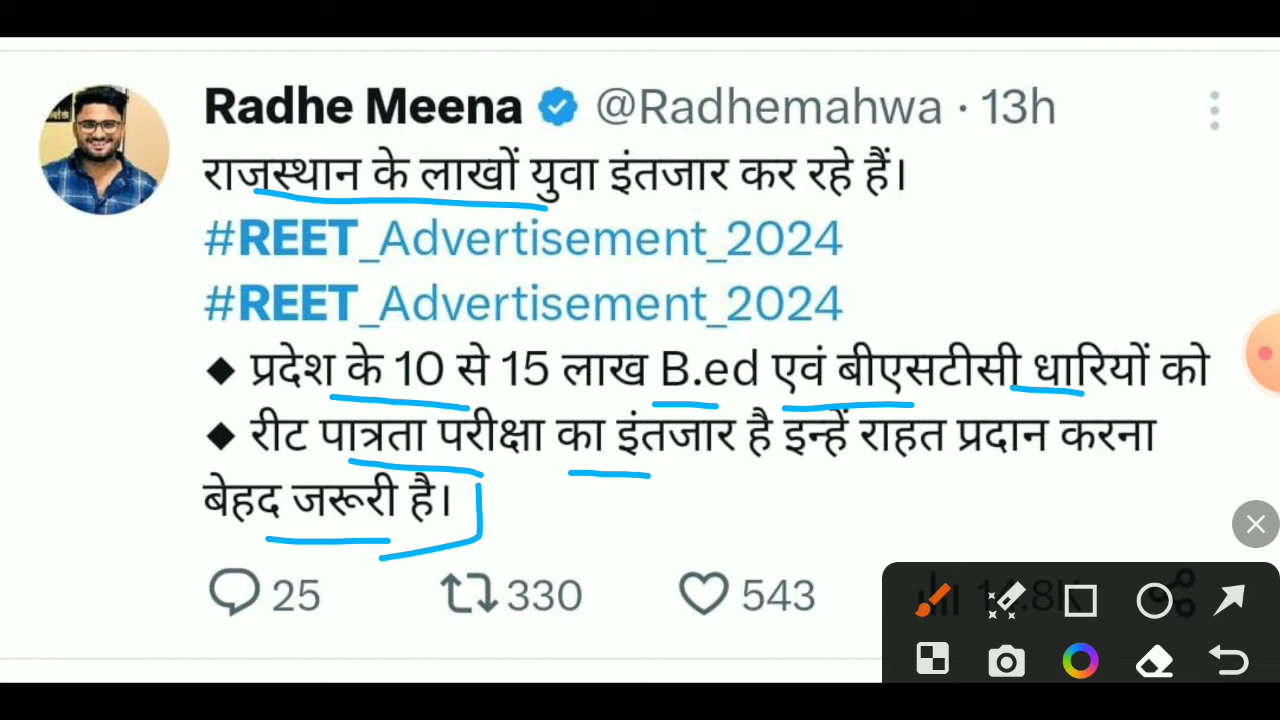 Radhe Meena @Radhemahwa · 13h
राजस्थान के लाखों युवा इंतजार कर रहे हैं।
#REET_Advertisement_2024
#REET_Advertisement_2024
◆ प्रदेश के 10 से 15 लाख B.ed एवं बीएसटीसी धारियों को
◆ रीट पात्रता परीक्षा का इंतजार है इन्हें राहत प्रदान करना
बेहद जरूरी है।
25 330 543